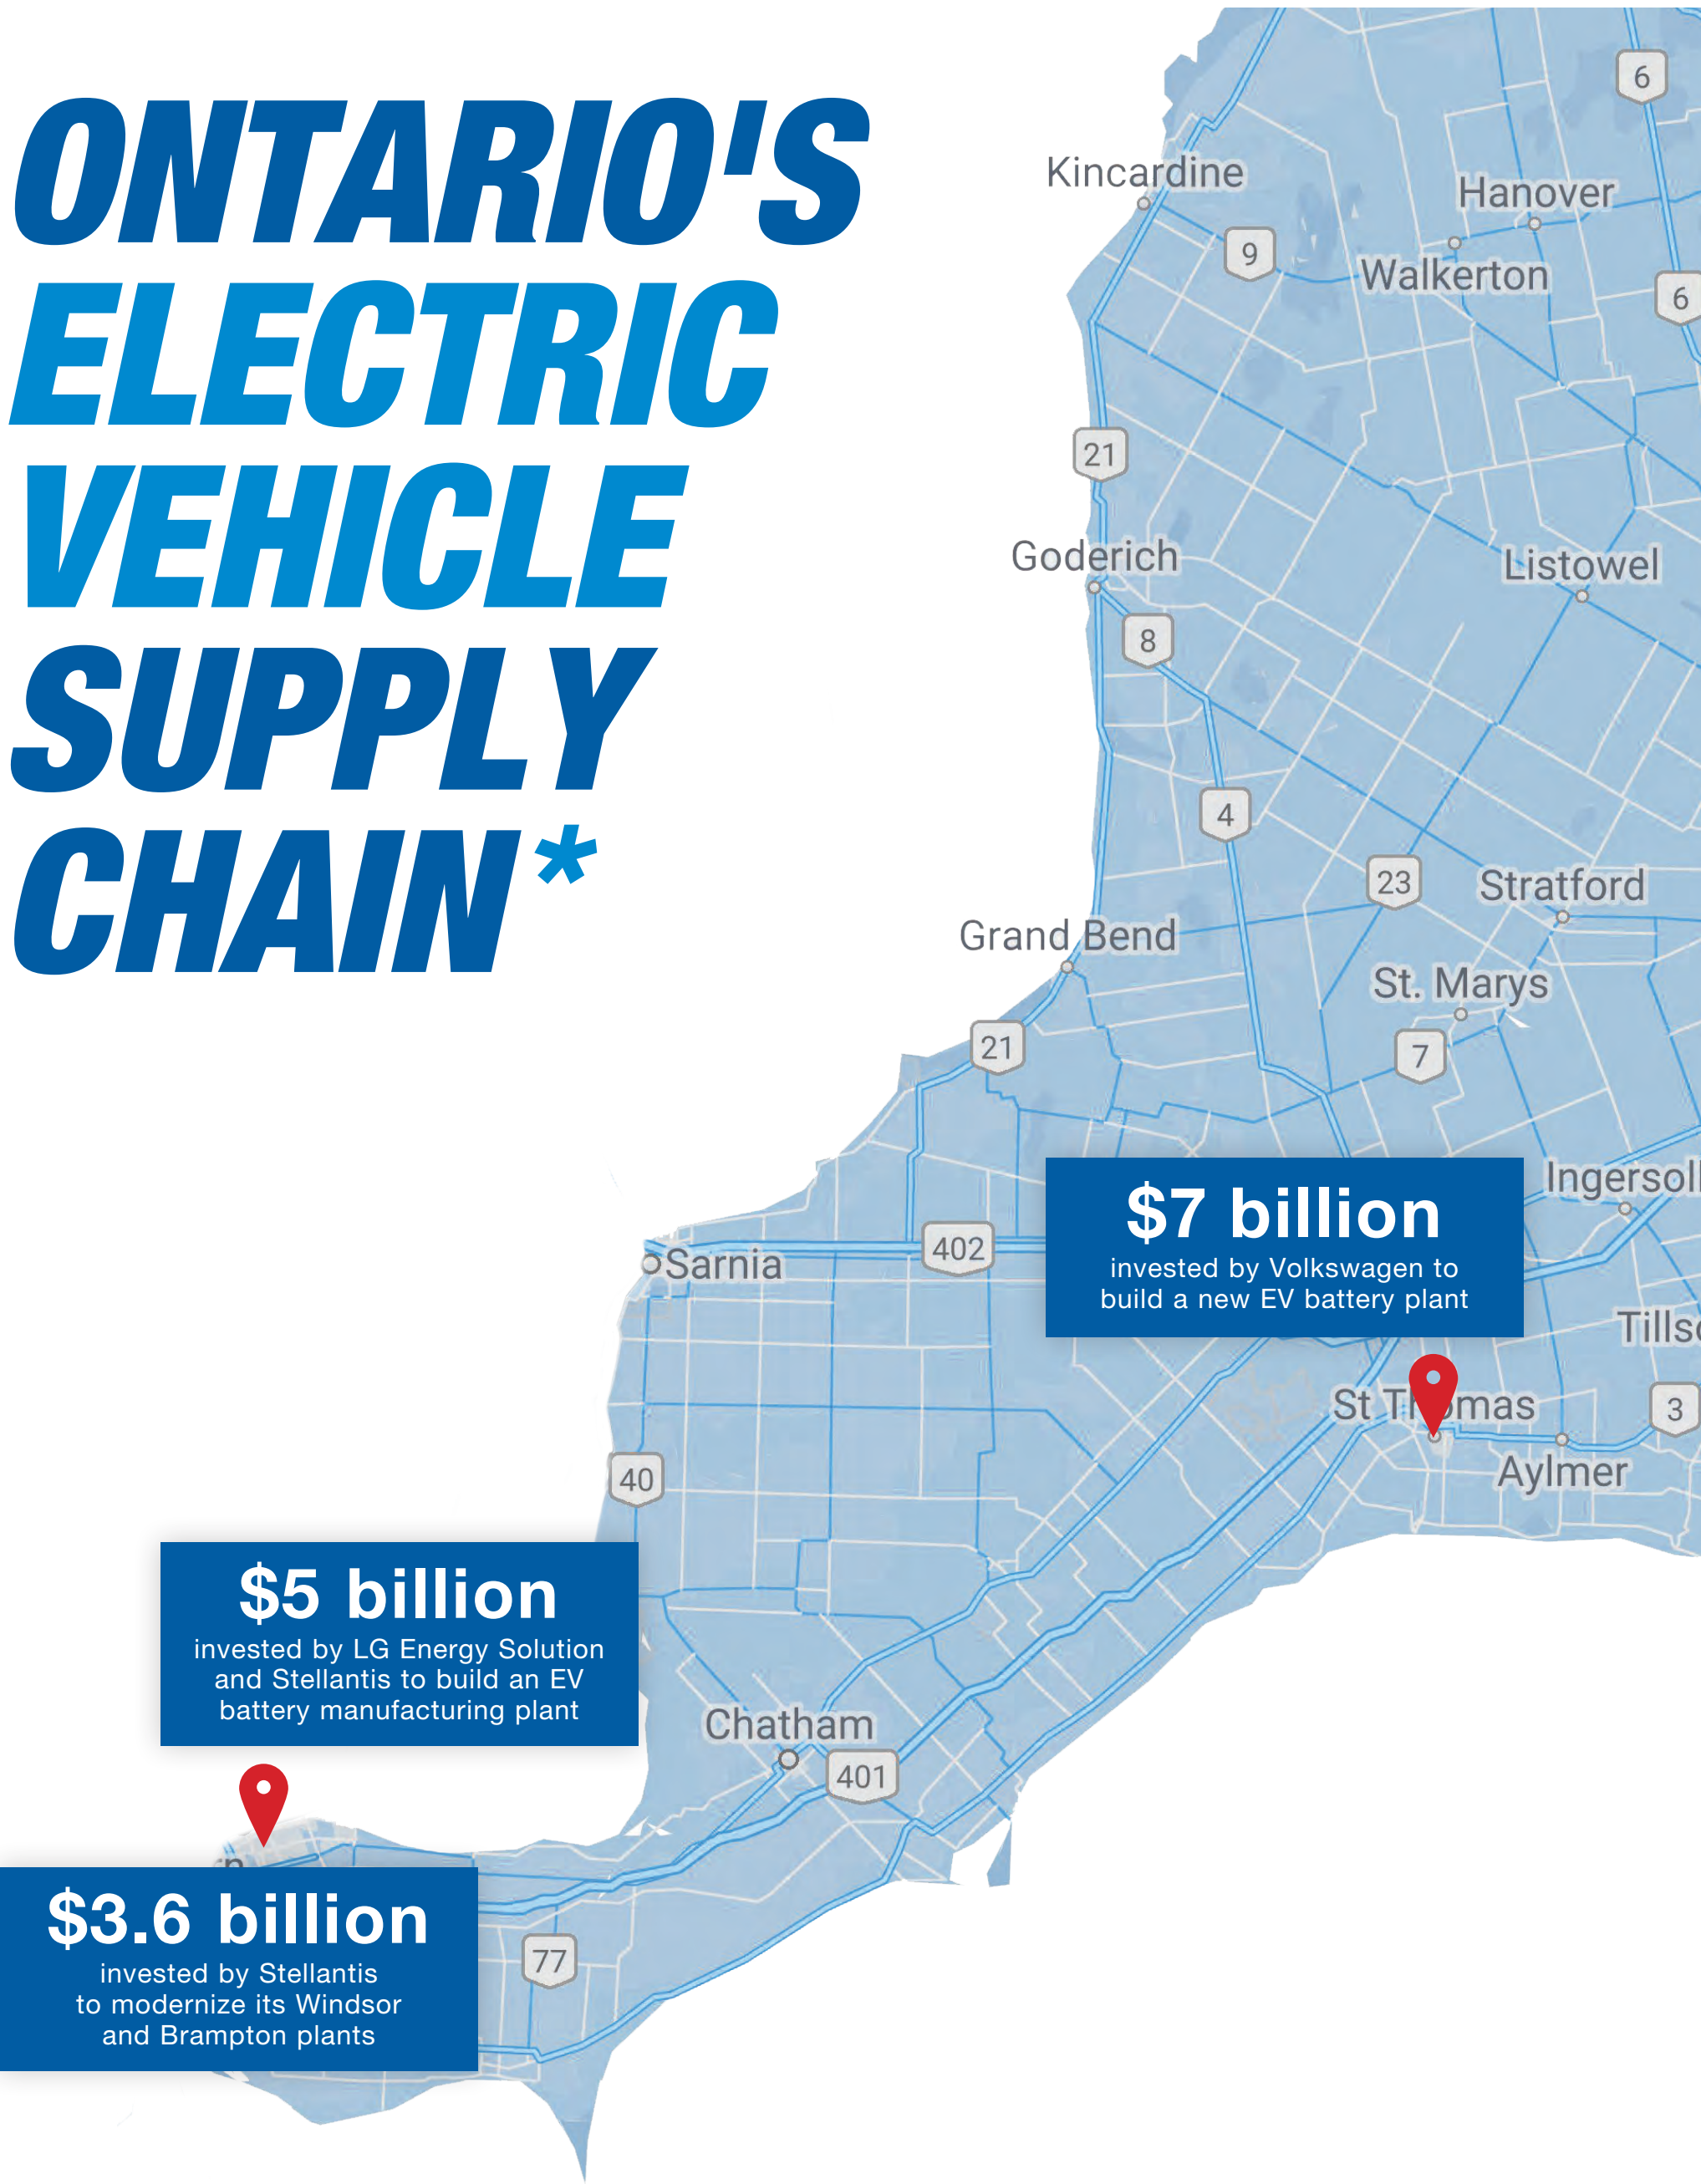 ONTARIO'S
ELECTRIC
VEHICLE
SUPPLY
CHAIN*
6
Kincardine
Hanover
9
Walkerton
6
21
Goderich
Listowel
8
4
23
Stratford
Grand Bend
St. Marys
21
7
$7 billion
invested by Volkswagen to
build a new EV battery plant
Ingersoll
402
Sarnia
Tills
St Thomas
3
40
Aylmer
$5 billion
invested by LG Energy Solution
and Stellantis to build an EV
battery manufacturing plant
Chatham
401
$3.6 billion
invested by Stellantis
to modernize its Windsor
and Brampton plants
77